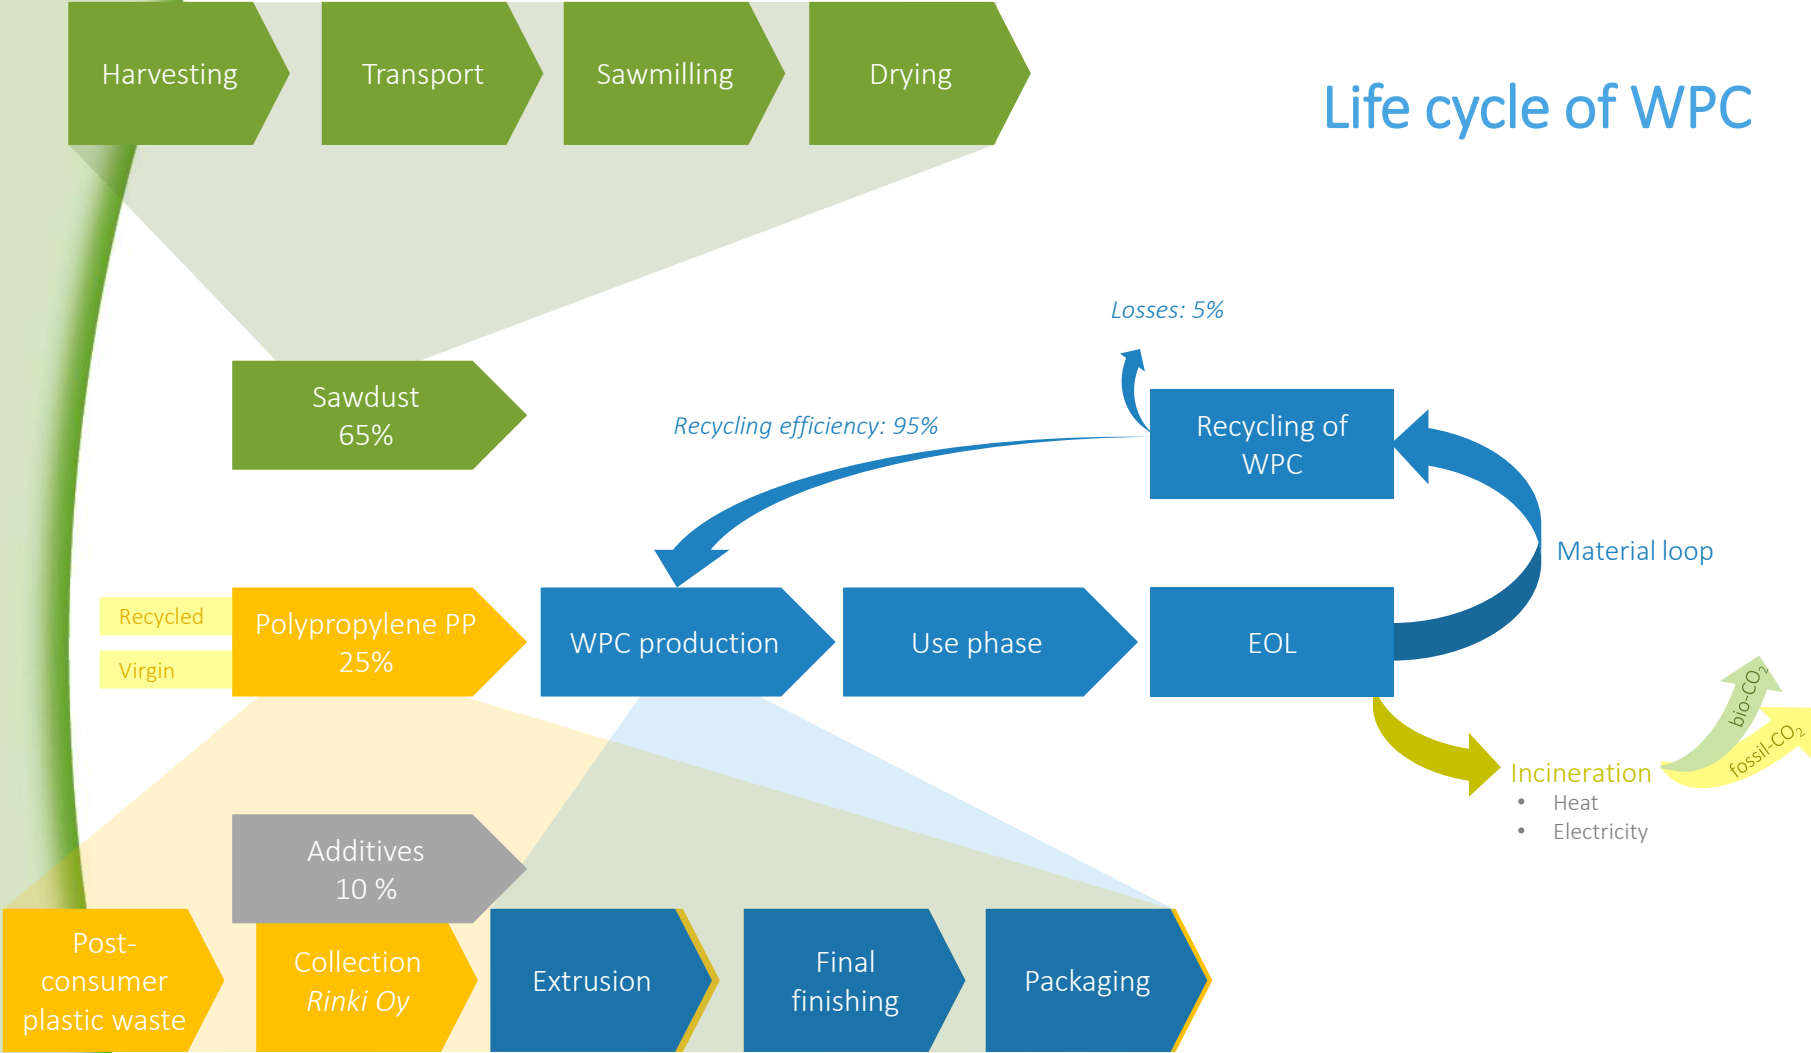 Harvesting
Transport
Sawmilling
Drying
Life cycle of WPC
Losses: 5%
Sawdust
65%
Recycling efficiency: 95%
Recycling of
WPC
Material loop
Recycled
Virgin
Polypropylene PP
25%
WPC production
Use phase
EOL
bio-CO₂
fossil-CO₂
Incineration
• Heat
• Electricity
Additives
10 %
Post-
consumer
plastic waste
Collection
Rinki Oy
Extrusion
Final
finishing
Packaging